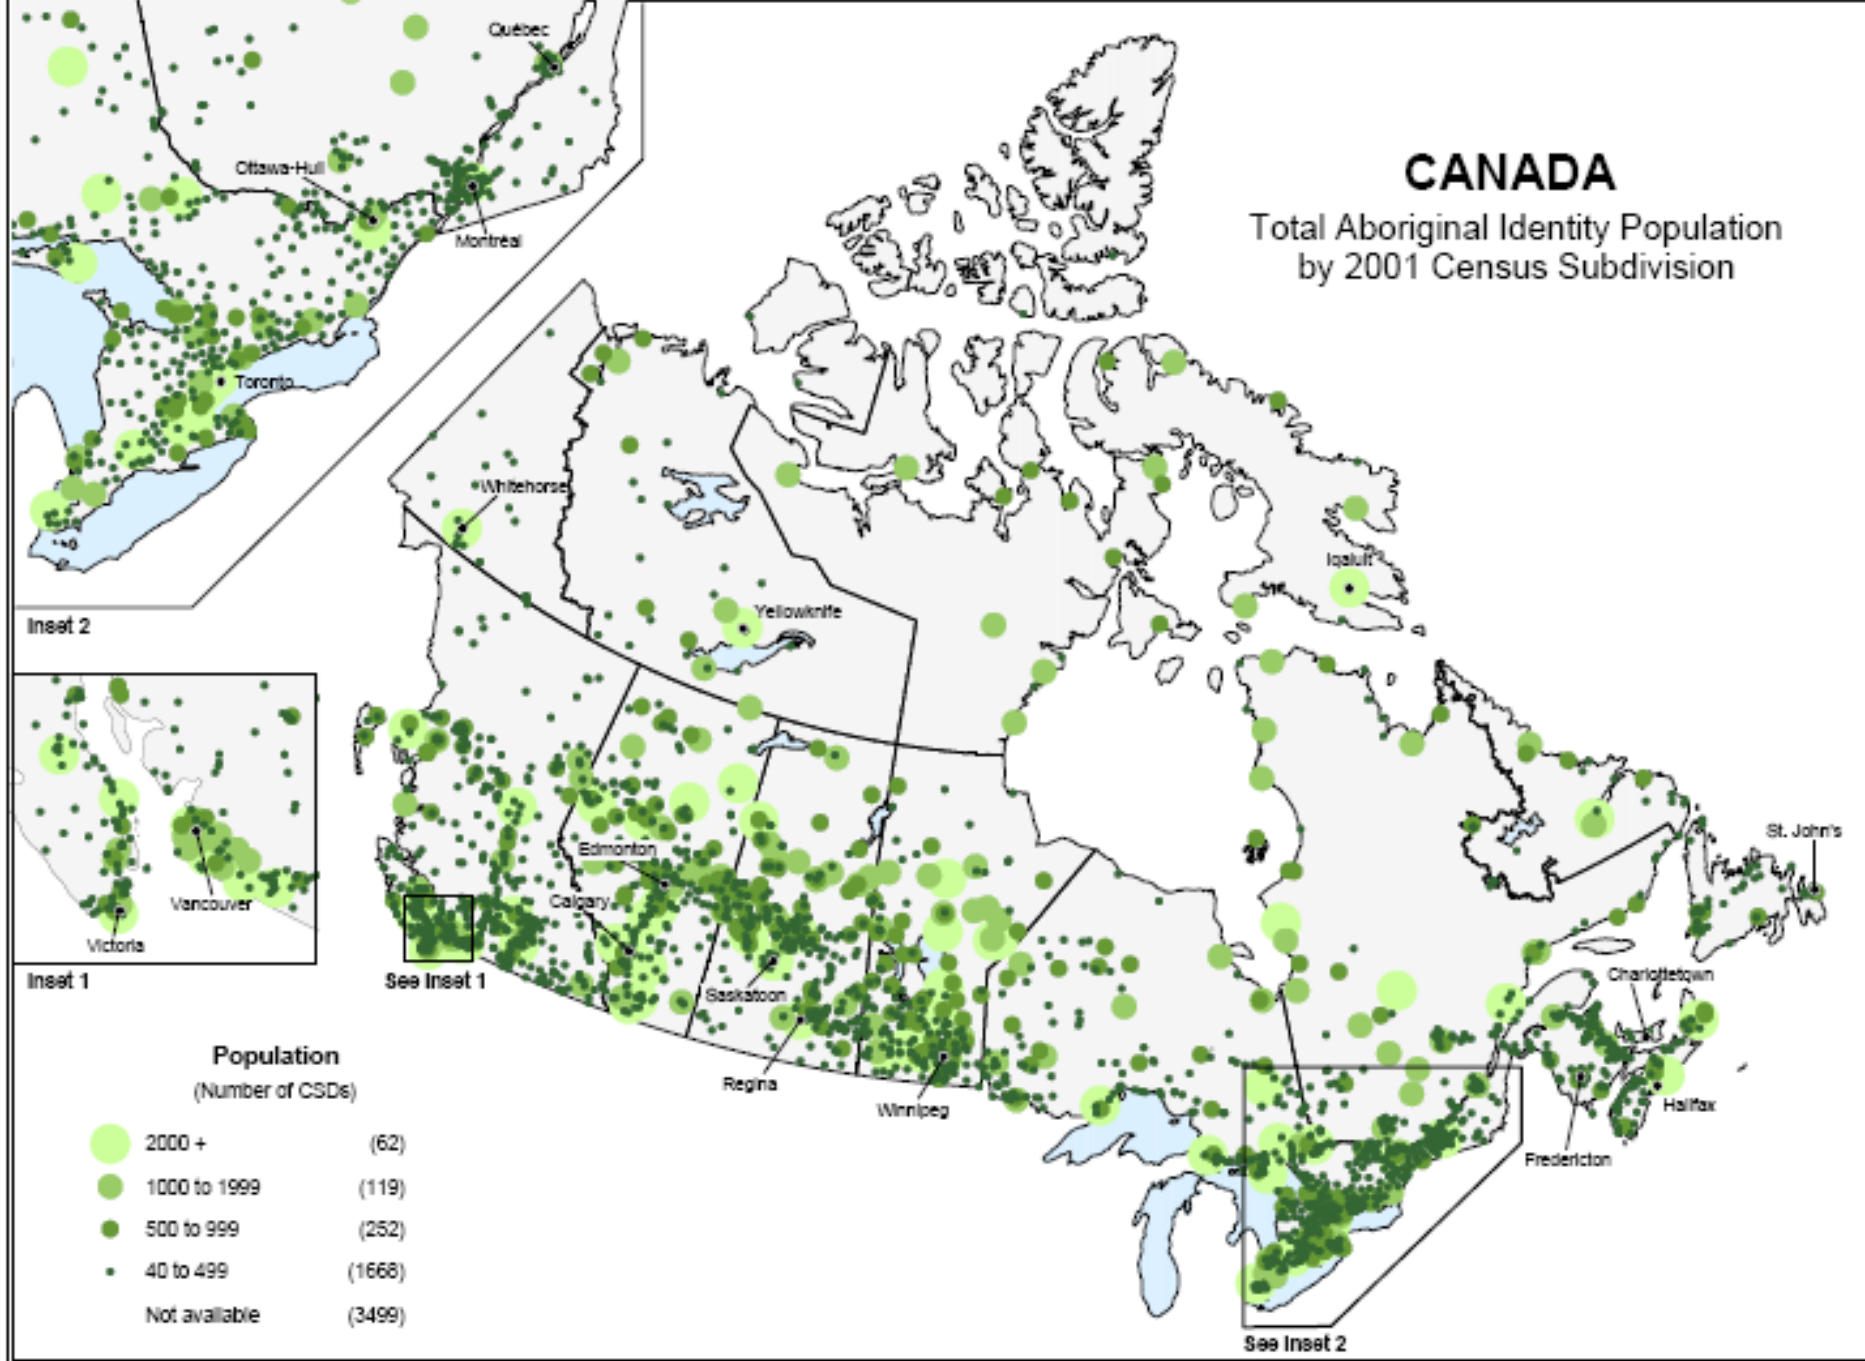 CANADA
Total Aboriginal Identity Population
by 2001 Census Subdivision
Québec
Ottawa-Hull
Montréal
Toronto
Inset 2
Whitehorse
Yellowknife
Iqaluit
Edmonton
Calgary
Saskatoon
Regina
Winnipeg
St. John's
Charlottetown
Halifax
Fredericton
Vancouver
Victoria
Inset 1
See Inset 1
See Inset 2
Population
(Number of CSDs)
2000 + (62)
1000 to 1999 (119)
500 to 999 (252)
40 to 499 (1668)
Not available (3499)